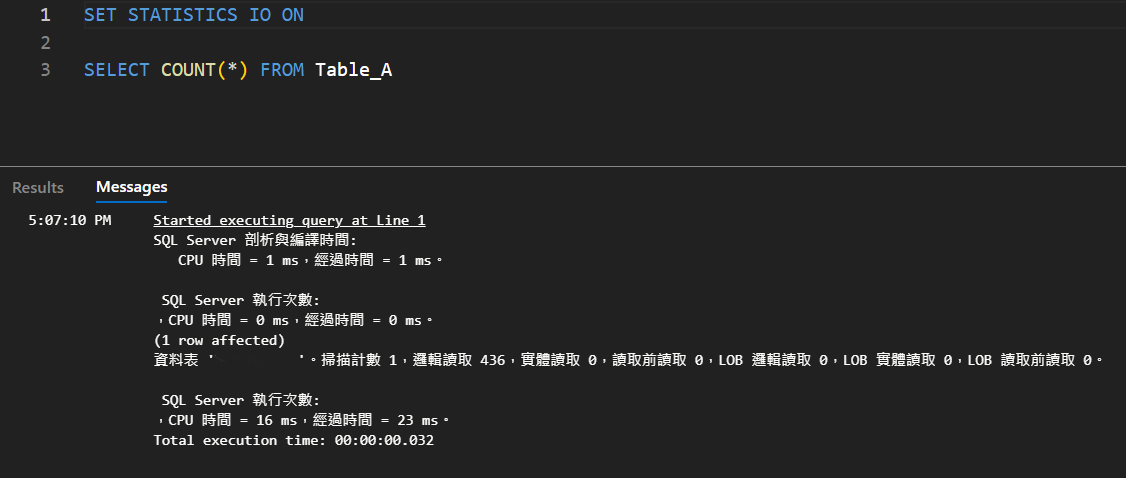 1 SET STATISTICS IO ON
2
3 SELECT COUNT(*) FROM Table_A
Results Messages
5:07:10 PM Started executing query at Line 1
SQL Server 剖析與編譯時間:
CPU 時間 = 1 ms，經過時間 = 1 ms。
SQL Server 執行次數:
，CPU 時間 = 0 ms，經過時間 = 0 ms。
(1 row affected)
資料表 ' '。掃描計數 1，邏輯讀取 436，實體讀取 0，讀取前讀取 0，LOB 邏輯讀取 0，LOB 實體讀取 0，LOB 讀取前讀取 0。
SQL Server 執行次數:
，CPU 時間 = 16 ms，經過時間 = 23 ms。
Total execution time: 00:00:00.032